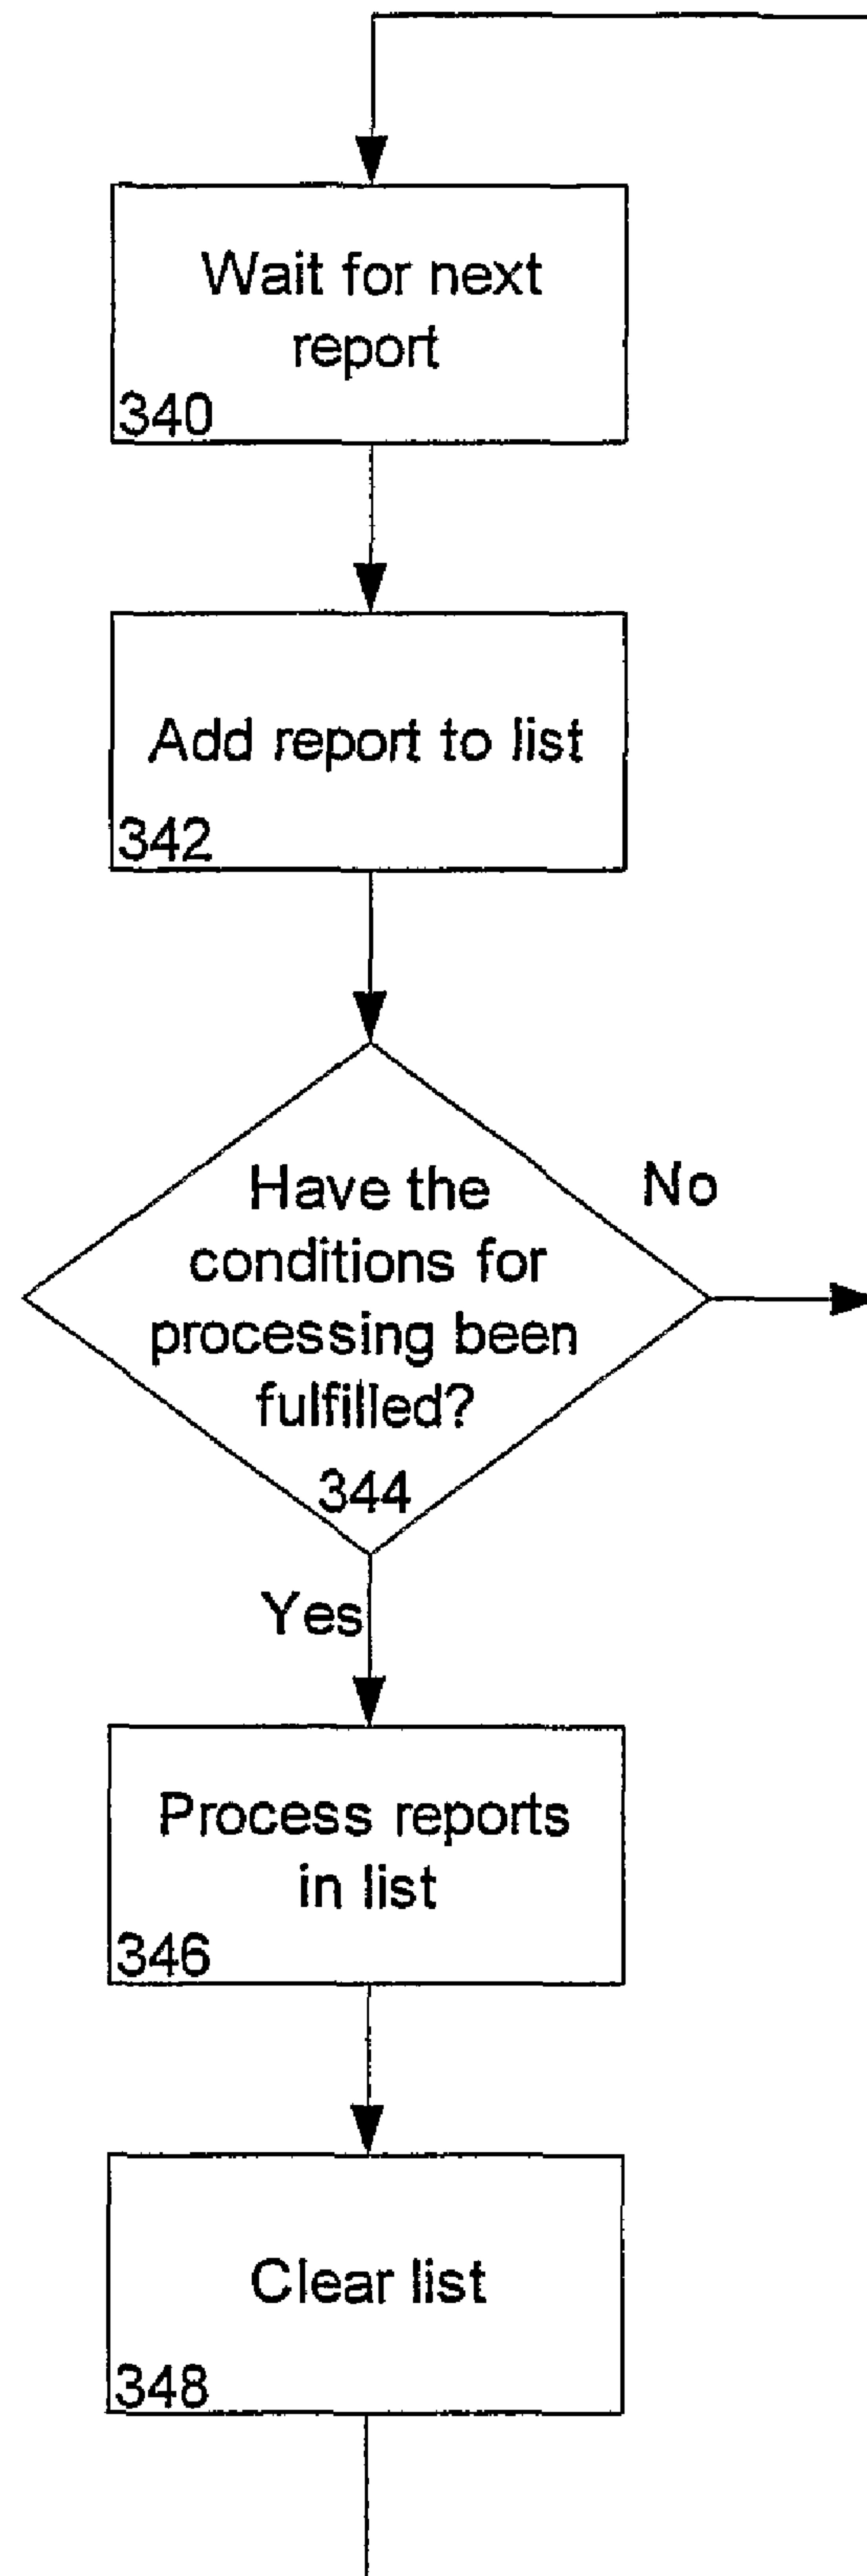 Wait for next
report
340
Add report to list
342
Have the
conditions for
processing been
fulfilled?
344
No
Yes
Process reports
in list
346
Clear list
348